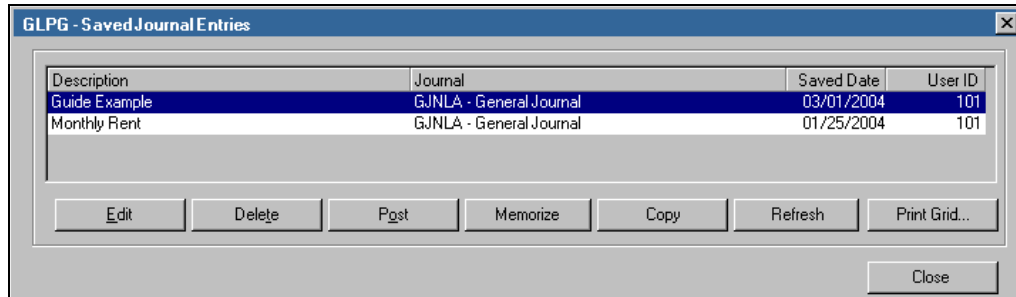 GLPG - Saved Journal Entries
Description Journal Saved Date User ID
Guide Example GJNLA - General Journal 03/01/2004 101
Monthly Rent GJNLA - General Journal 01/25/2004 101
Edit Delete Post Memorize Copy Refresh Print Grid...
Close